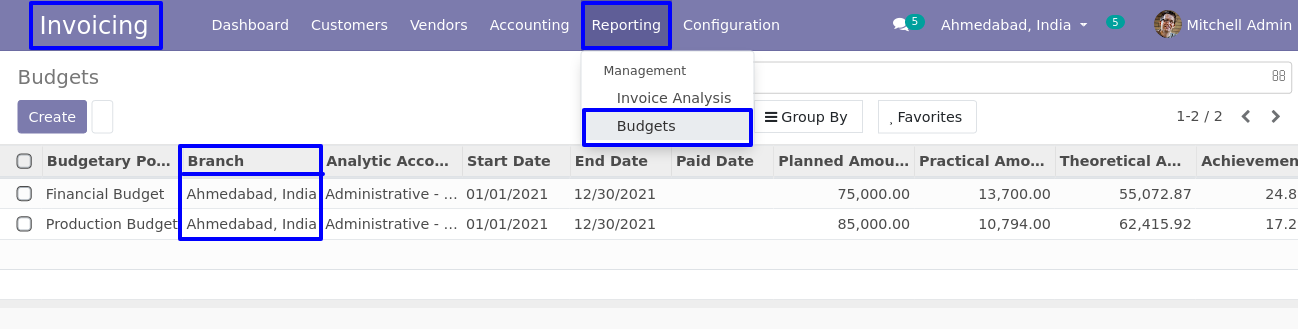 Invoicing Dashboard Customers Vendors Accounting Reporting Configuration 5 Ahmedabad, India 5 Mitchell Admin
Budgets
Management
Invoice Analysis
Budgets
Create Group By Favorites 1-2 / 2
Budgetary Po... Branch Analytic Acco... Start Date End Date Paid Date Planned Amou... Practical Amo... Theoretical A... Achievemen
Financial Budget Ahmedabad, India Administrative - ... 01/01/2021 12/30/2021 75,000.00 13,700.00 55,072.87 24.8
Production Budget Ahmedabad, India Administrative - ... 01/01/2021 12/30/2021 85,000.00 10,794.00 62,415.92 17.2